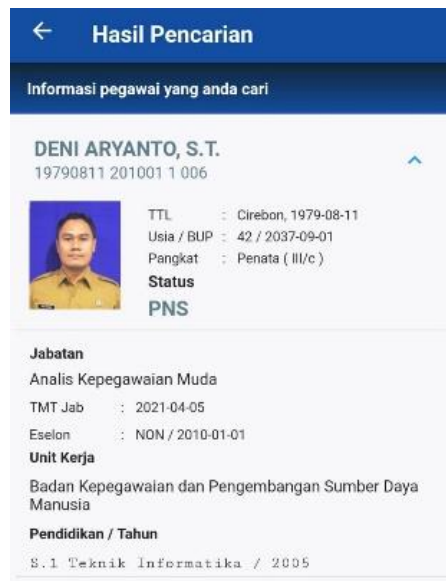 Hasil Pencarian
Informasi pegawai yang anda cari
DENI ARYANTO, S.T.
19790811 201001 1 006
TTL : Cirebon, 1979-08-11
Usia / BUP : 42 / 2037-09-01
Pangkat : Penata ( III/c )
Status
PNS
Jabatan
Analis Kepegawaian Muda
TMT Jab : 2021-04-05
Eselon : NON / 2010-01-01
Unit Kerja
Badan Kepegawaian dan Pengembangan Sumber Daya
Manusia
Pendidikan / Tahun
S.1 Teknik Informatika / 2005